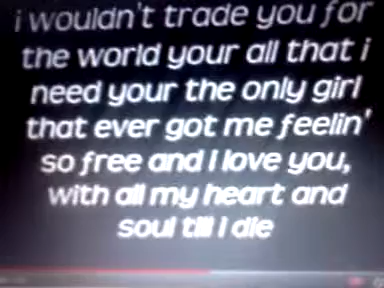 i wouldn't trade you for
the world your all that i
need your the only girl
that ever got me feelin'
so free and I love you,
with all my heart and
soul till i die